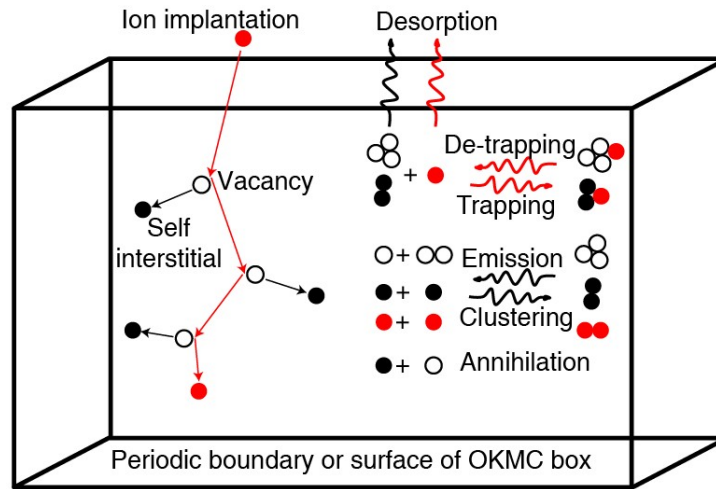 Ion implantation
Desorption
De-trapping
Vacancy
Trapping
Self
interstitial
Emission
Clustering
Annihilation
Periodic boundary or surface of OKMC box